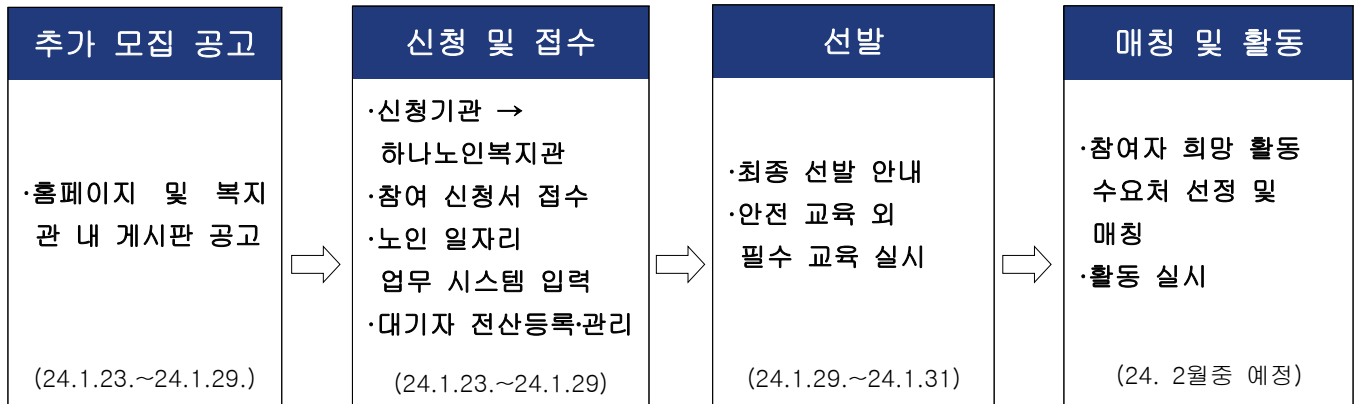 추가 모집 공고
·홈페이지 및 복지
관 내 게시판 공고
(24.1.23.~24.1.29.)
신청 및 접수
·신청기관 →
하나노인복지관
·참여 신청서 접수
·노인 일자리
업무 시스템 입력
·대기자 전산등록·관리
(24.1.23.~24.1.29)
선발
·최종 선발 안내
·안전 교육 외
필수 교육 실시
(24.1.29.~24.1.31)
매칭 및 활동
·참여자 희망 활동
수요처 선정 및
매칭
·활동 실시
(24. 2월중 예정)